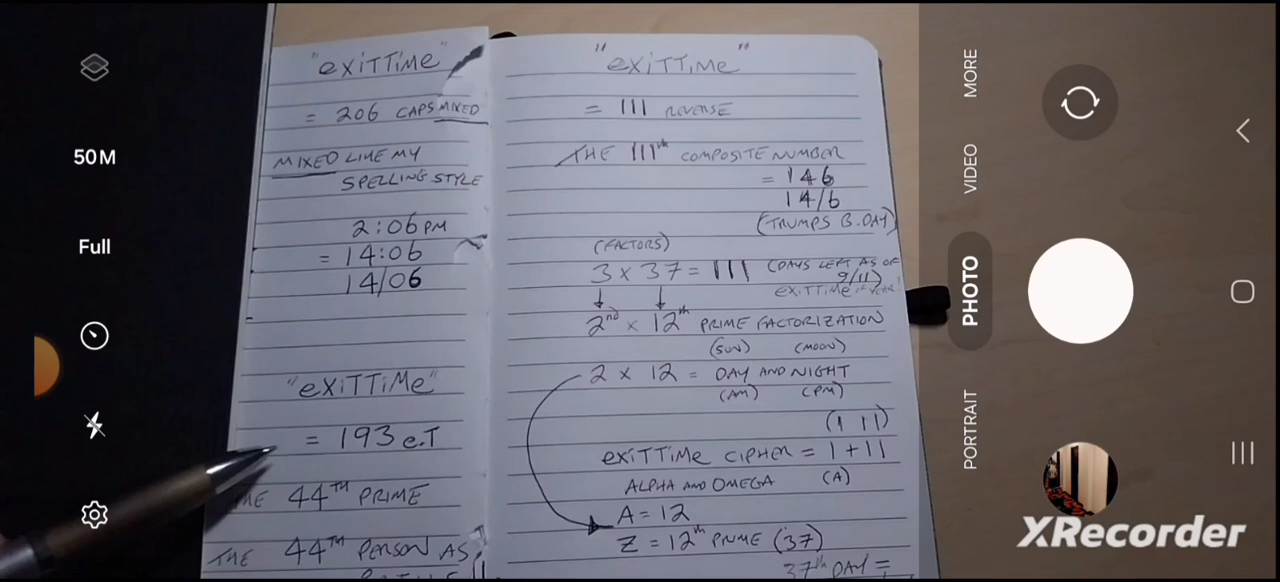 "eXiTTiMe"
= 206 CAPS MIXED
MIXED LIKE MY
SPELLING STYLE
2:06PM
= 14:06
14/06
"eXiTTiMe"
= 193 e.T
44TH PRIME
THE 44TH PERSON AS
"eXiTTiMe"
= 111 REVERSE
THE 111th COMPOSITE NUMBER
= 146
14/6
(TRUMPS B.DAY)
(FACTORS)
3 x 37 = 111 (DAYS LEFT AS OF
9/11)
EXITTIME
2nd x 12th PRIME FACTORIZATION
(SUN) (MOON)
2 x 12 = DAY AND NIGHT
(AM) (PM)
(1 11)
eXiTTiMe CIPHER = 1 + 11
ALPHA AND OMEGA (A)
A = 12
Z = 12th PRIME (37)
37th DAY =
50M
Full
MORE
VIDEO
PHOTO
PORTRAIT
XRecorder